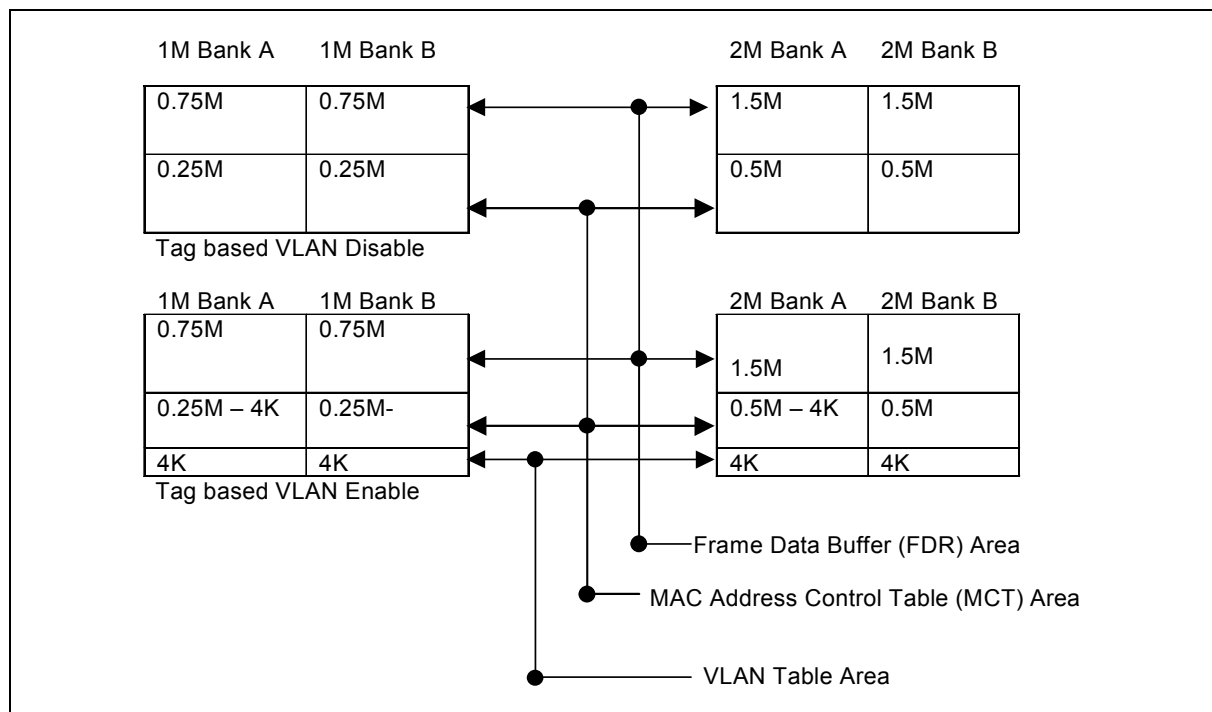 1M Bank A 1M Bank B 2M Bank A 2M Bank B
0.75M 0.75M 1.5M 1.5M
0.25M 0.25M 0.5M 0.5M
Tag based VLAN Disable
1M Bank A 1M Bank B 2M Bank A 2M Bank B
0.75M 0.75M 1.5M 1.5M
0.25M – 4K 0.25M- 0.5M – 4K 0.5M
4K 4K 4K 4K
Tag based VLAN Enable
Frame Data Buffer (FDR) Area
MAC Address Control Table (MCT) Area
VLAN Table Area